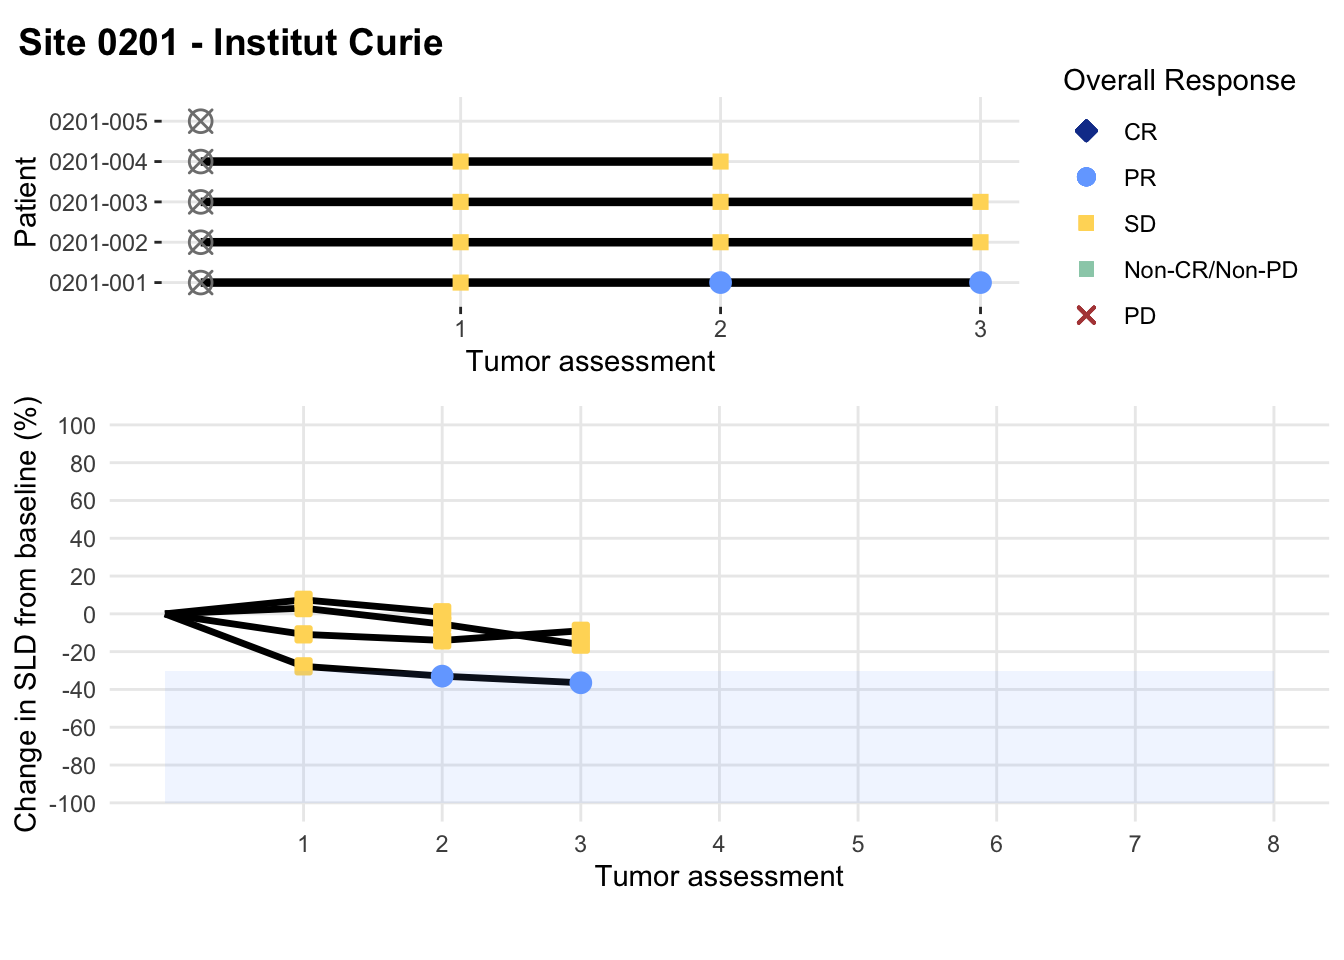 Site 0201 - Institut Curie
Patient
0201-005
0201-004
0201-003
0201-002
0201-001
1 2 3
Tumor assessment
Overall Response
CR
PR
SD
Non-CR/Non-PD
PD
Change in SLD from baseline (%)
100
80
60
40
20
0
-20
-40
-60
-80
-100
1 2 3 4 5 6 7 8
Tumor assessment